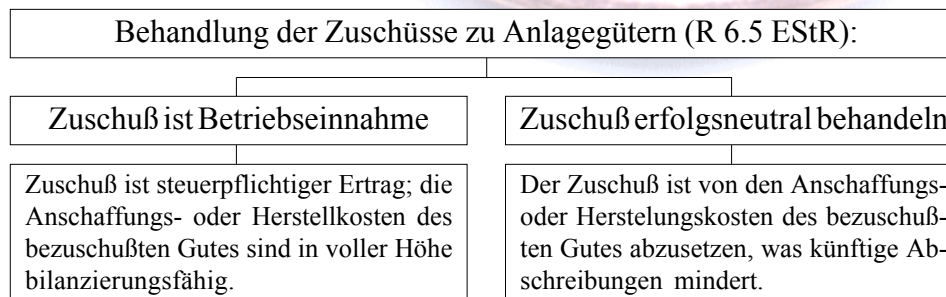 Behandlung der Zuschüsse zu Anlagegütern (R 6.5 EStR):
Zuschuß ist Betriebseinnahme
Zuschuß ist steuerpflichtiger Ertrag; die
Anschaffungs- oder Herstellkosten des
bezuschußten Gutes sind in voller Höhe
bilanzierungsfähig.
Zuschuß erfolgsneutral behandeln
Der Zuschuß ist von den Anschaffungs-
oder Herstelungskosten des bezuschuß-
ten Gutes abzusetzen, was künftige Ab-
schreibungen mindert.